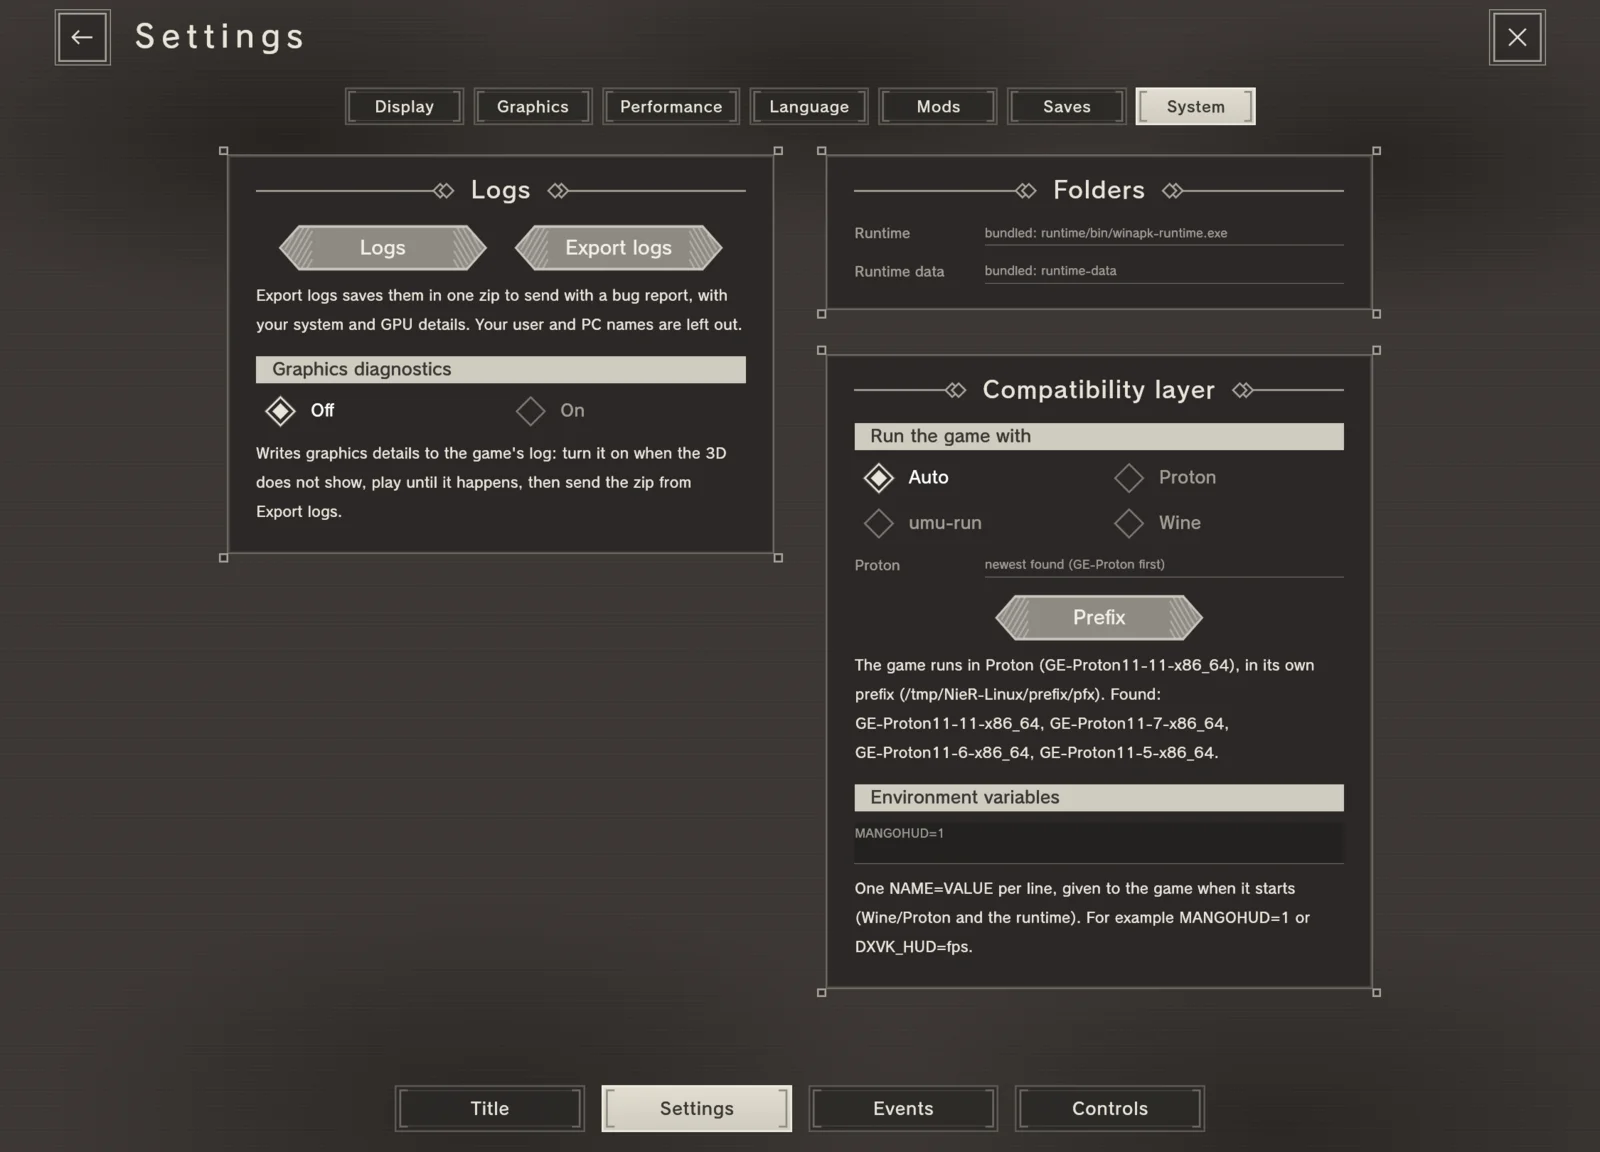 Settings
Display
Graphics
Performance
Language
Mods
Saves
System
Logs
Logs
Export logs
Export logs saves them in one zip to send with a bug report, with
your system and GPU details. Your user and PC names are left out.
Graphics diagnostics
Off
On
Writes graphics details to the game's log: turn it on when the 3D
does not show, play until it happens, then send the zip from
Export logs.
Folders
Runtime
bundled: runtime/bin/winapk-runtime.exe
Runtime data
bundled: runtime-data
Compatibility layer
Run the game with
Auto
Proton
umu-run
Wine
Proton
newest found (GE-Proton first)
Prefix
The game runs in Proton (GE-Proton11-11-x86_64), in its own
prefix (/tmp/NieR-Linux/prefix/pfx). Found:
GE-Proton11-11-x86_64, GE-Proton11-7-x86_64,
GE-Proton11-6-x86_64, GE-Proton11-5-x86_64.
Environment variables
MANGOHUD=1
One NAME=VALUE per line, given to the game when it starts
(Wine/Proton and the runtime). For example MANGOHUD=1 or
DXVK_HUD=fps.
Title
Settings
Events
Controls